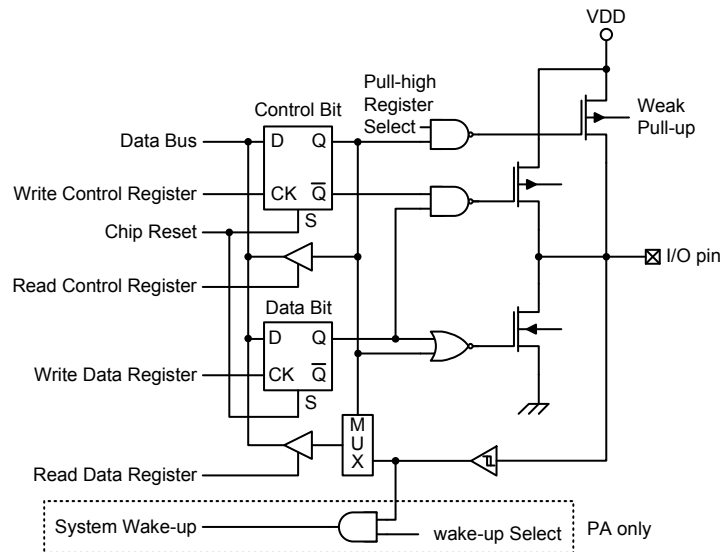 VDD
Pull-high
Register
Select
Control Bit
Weak
Pull-up
Data Bus
D
Q
Write Control Register
CK
Q
Chip Reset
S
I/O pin
Read Control Register
Data Bit
D
Q
Write Data Register
CK
Q
S
M
U
X
Read Data Register
System Wake-up
wake-up Select
PA only